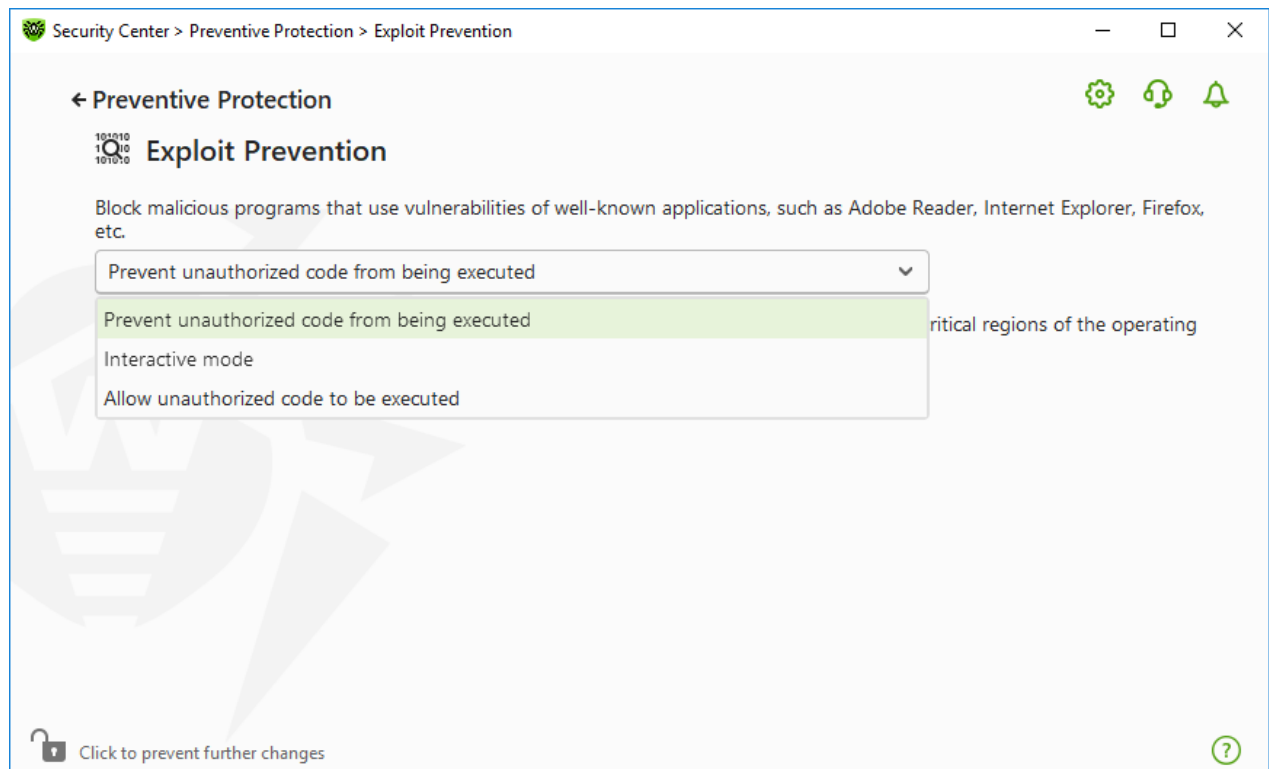 Security Center > Preventive Protection > Exploit Prevention
Preventive Protection
Exploit Prevention
Block malicious programs that use vulnerabilities of well-known applications, such as Adobe Reader, Internet Explorer, Firefox,
etc.
Prevent unauthorized code from being executed
Prevent unauthorized code from being executed
ritical regions of the operating
Interactive mode
Allow unauthorized code to be executed
Click to prevent further changes
?